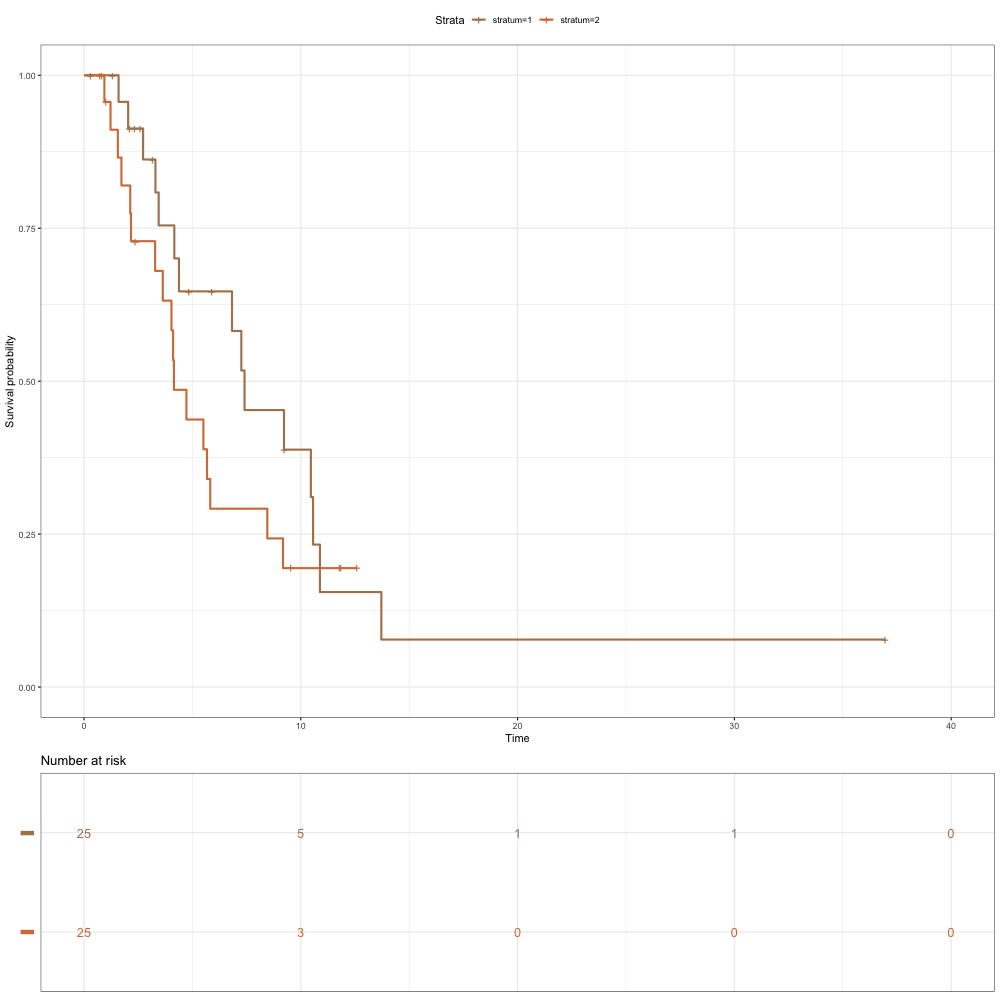 Strata stratum=1 stratum=2
1.00
0.75
0.50
0.25
0.00
Survival probability
0 10 20 30 40
Time
Number at risk
25 5 1 1 0
25 3 0 0 0